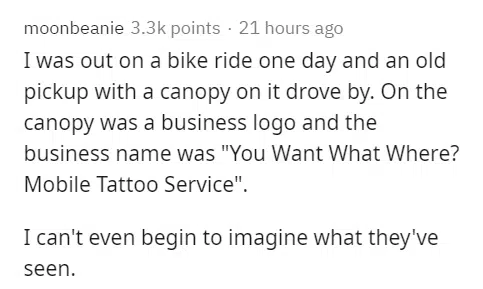 moonbeanie 3.3k points · 21 hours ago
I was out on a bike ride one day and an old
pickup with a canopy on it drove by. On the
canopy was a business logo and the
business name was "You Want What Where?
Mobile Tattoo Service".
I can't even begin to imagine what they've
seen.